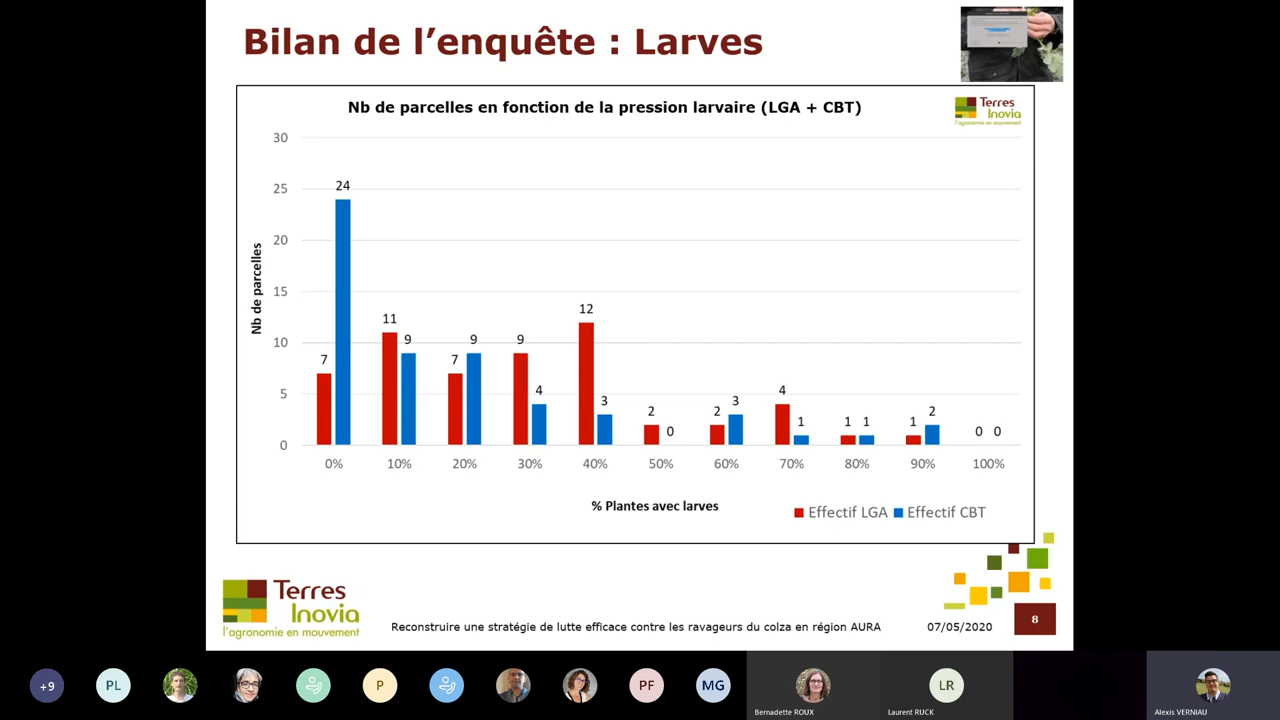 Bilan de l'enquête : Larves
Nb de parcelles en fonction de la pression larvaire (LGA + CBT)
Terres
Inovia
l'agronomie en mouvement
Nb de parcelles
30
25
20
15
10
5
0
7 24
11 9
7 9
9 4
12 3
2 0
2 3
4 1
1 1
1 2
0 0
0% 10% 20% 30% 40% 50% 60% 70% 80% 90% 100%
% Plantes avec larves
Effectif LGA Effectif CBT
Terres
Inovia
l'agronomie en mouvement
Reconstruire une stratégie de lutte efficace contre les ravageurs du colza en région AURA
07/05/2020
8
+9
PL
P
PF
MG
Bernadette ROUX
LR
Laurent RUCK
Alexis VERNIAU